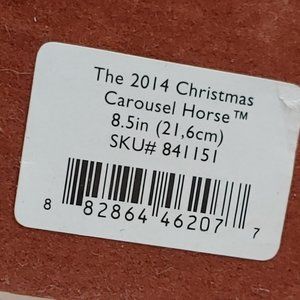 The 2014 Christmas
Carousel Horse™
8.5in (21,6cm)
SKU# 841151
8 82864 46207 7